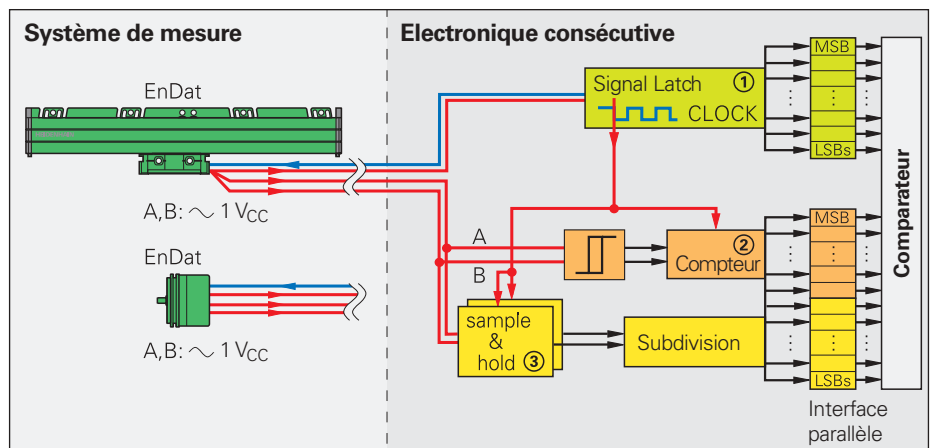 Système de mesure
Electronique consécutive
EnDat
A,B: ∼ 1 VCC
EnDat
A,B: ∼ 1 VCC
Signal Latch ①
CLOCK
MSB
LSBs
A
B
② Compteur
MSB
sample
&
hold ③
Subdivision
LSBs
Interface
parallèle
Comparateur